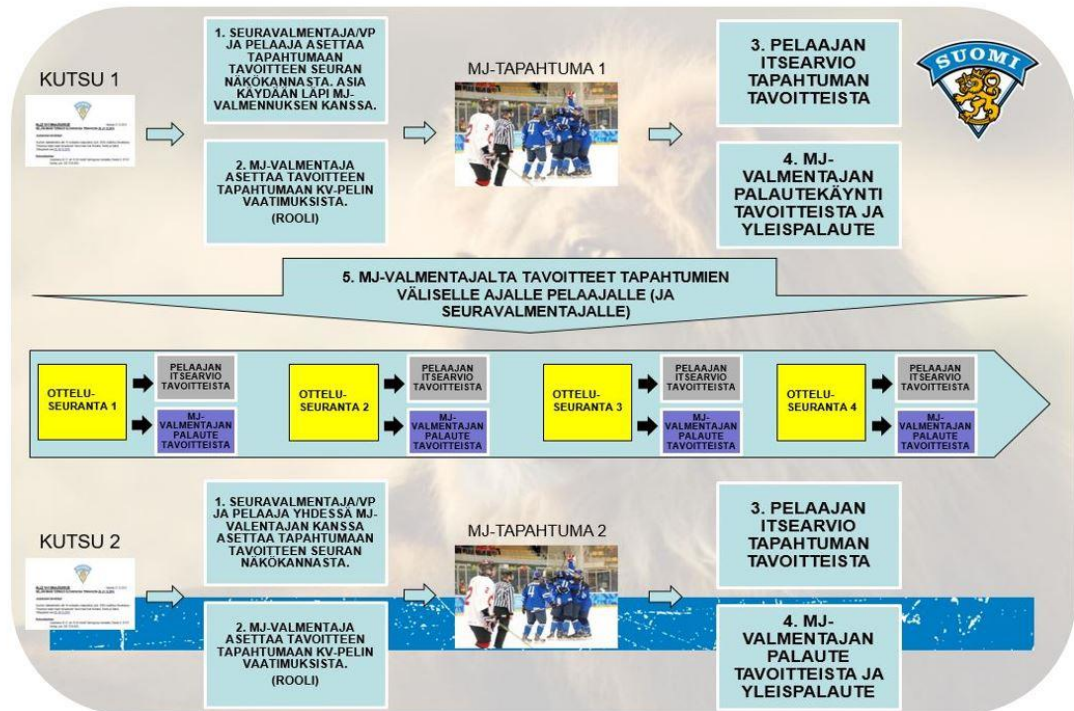 KUTSU 1
1. SEURAVALMENTAJA/VP
JA PELAAJA ASETTAA
TAPAHTUMAAN
TAVOITTEEN SEURAN
NÄKÖKANNASTA. ASIA
KÄYDÄÄN LÄPI MJ-
VALMENNUKSEN KANSSA.
2. MJ-VALMENTAJA
ASETTAA TAVOITTEEN
TAPAHTUMAAN KV-PELIN
VAATIMUKSISTA.
(ROOLI)
MJ-TAPAHTUMA 1
3. PELAAJAN
ITSEARVIO
TAPAHTUMAN
TAVOITTEISTA
4. MJ-
VALMENTAJAN
PALAUTEKÄYNTI
TAVOITTEISTA JA
YLEISPALAUTE
SUOMI
5. MJ-VALMENTAJALTA TAVOITTEET TAPAHTUMIEN
VÄLISELLE AJALLE PELAAJALLE (JA
SEURAVALMENTAJALLE)
OTTELU-
SEURANTA 1
PELAAJAN
ITSEARVIO
TAVOITTEISTA
MJ-
VALMENTAJAN
PALAUTE
TAVOITTEISTA
OTTELU-
SEURANTA 2
PELAAJAN
ITSEARVIO
TAVOITTEISTA
MJ-
VALMENTAJAN
PALAUTE
TAVOITTEISTA
OTTELU-
SEURANTA 3
PELAAJAN
ITSEARVIO
TAVOITTEISTA
MJ-
VALMENTAJAN
PALAUTE
TAVOITTEISTA
OTTELU-
SEURANTA 4
PELAAJAN
ITSEARVIO
TAVOITTEISTA
MJ-
VALMENTAJAN
PALAUTE
TAVOITTEISTA
KUTSU 2
1. SEURAVALMENTAJA/VP
JA PELAAJA YHDESSÄ MJ-
VALENTAJAN KANSSA
ASETTAA TAPAHTUMAAN
TAVOITTEEN SEURAN
NÄKÖKANNASTA.
2. MJ-VALMENTAJA
ASETTAA TAVOITTEEN
TAPAHTUMAAN KV-PELIN
VAATIMUKSISTA.
(ROOLI)
MJ-TAPAHTUMA 2
3. PELAAJAN
ITSEARVIO
TAPAHTUMAN
TAVOITTEISTA
4. MJ-
VALMENTAJAN
PALAUTE
TAVOITTEISTA JA
YLEISPALAUTE